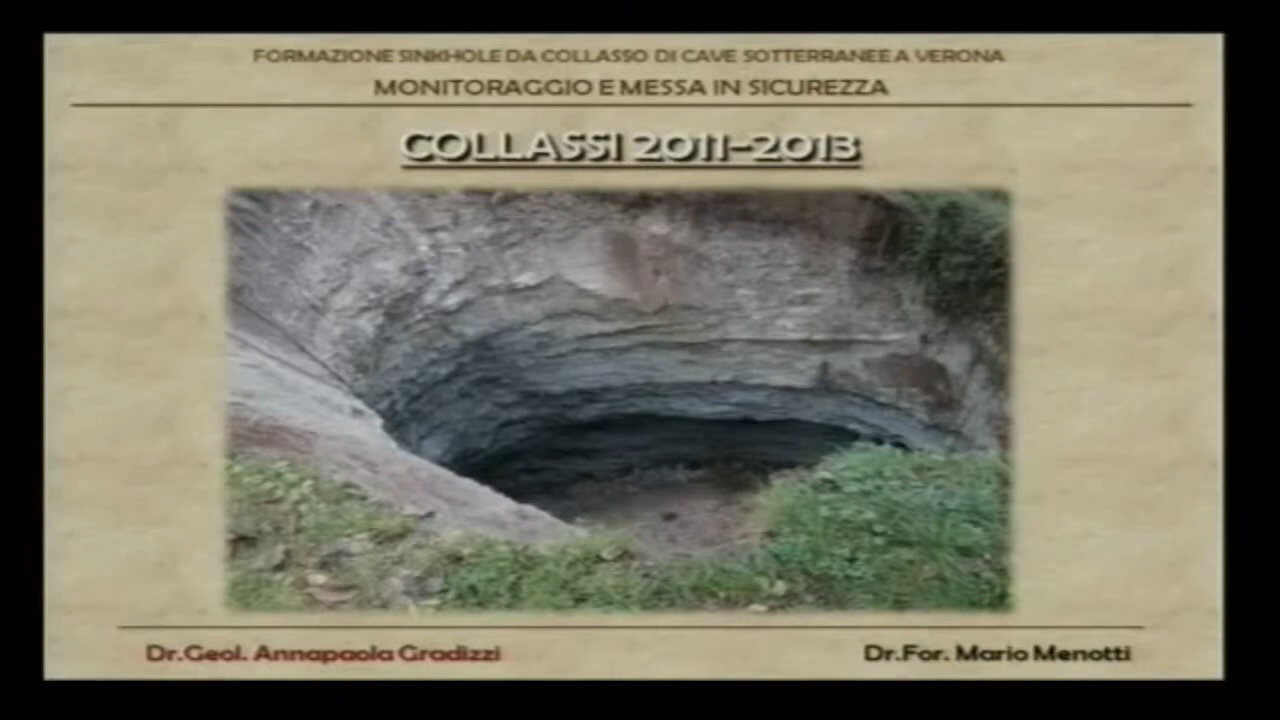 FORMAZIONE SINKHOLE DA COLLASSO DI CAVE SOTTERRANEE A VERONA
MONITORAGGIO E MESSA IN SICUREZZA
COLLASSI 2011-2013
Dr.Geol. Annapaola Gradizzi
Dr.For. Mario Menotti